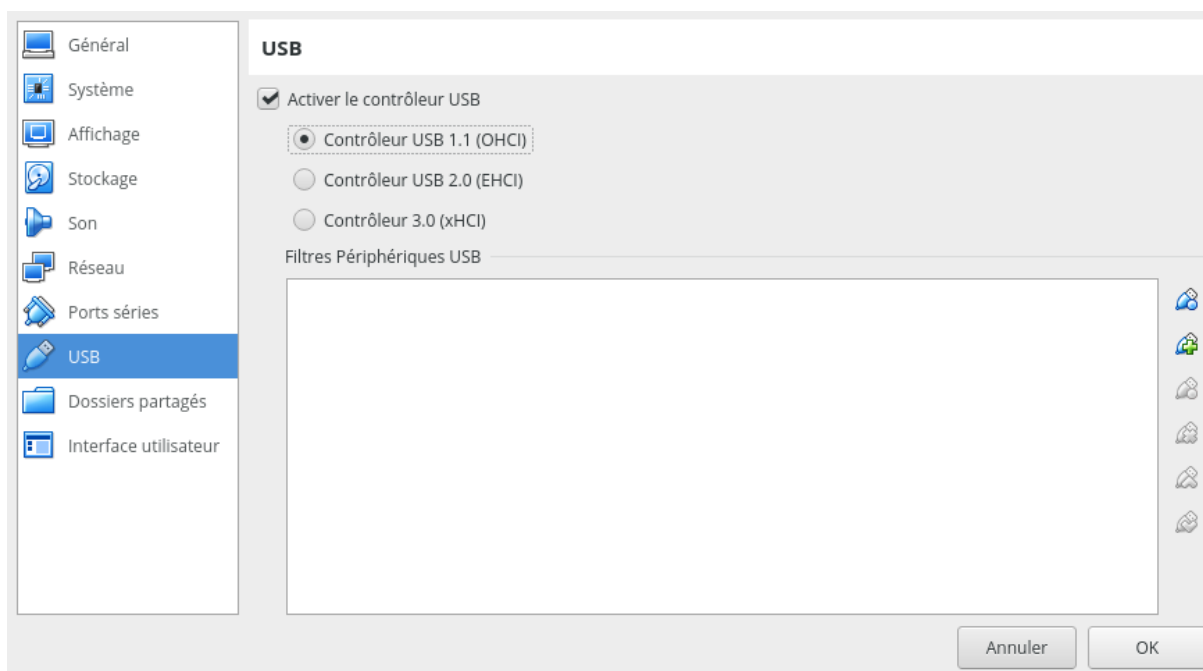 Général
Système
Affichage
Stockage
Son
Réseau
Ports séries
USB
Dossiers partagés
Interface utilisateur
USB
Activer le contrôleur USB
Contrôleur USB 1.1 (OHCI)
Contrôleur USB 2.0 (EHCI)
Contrôleur 3.0 (xHCI)
Filtres Périphériques USB
Annuler
OK